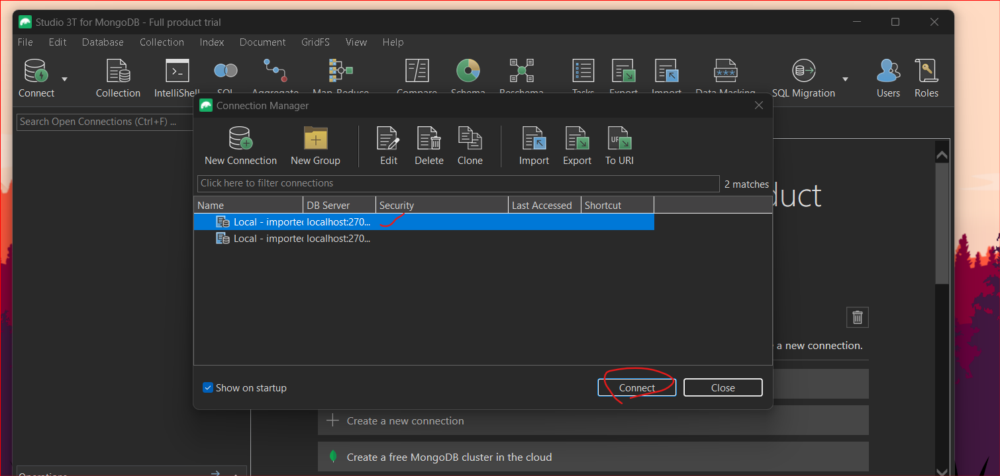 Studio 3T for MongoDB - Full product trial
File Edit Database Collection Index Document GridFS View Help
Connect Collection IntelliShell SQL Aggregate Map-Reduce Compare Schema Reschema Tasks Export Import Data Masking SQL Migration Users Roles
Connection Manager
Search Open Connections (Ctrl+F) ...
New Connection New Group Edit Delete Clone Import Export To URI
Click here to filter connections
2 matches
Name DB Server Security Last Accessed Shortcut
Local - imported localhost:270...
Local - imported localhost:270...
a new connection.
Show on startup
Connect Close
Create a new connection
Create a free MongoDB cluster in the cloud
Operations